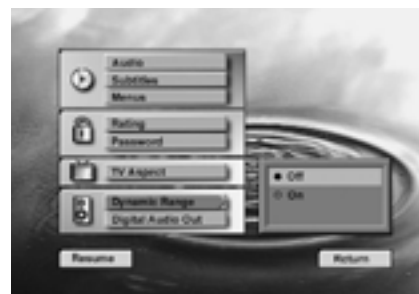 Audio
Subtitles
Menus
Rating
Password
TV Aspect
Dynamic Range
Digital Audio Out
Off
On
Resume
Return